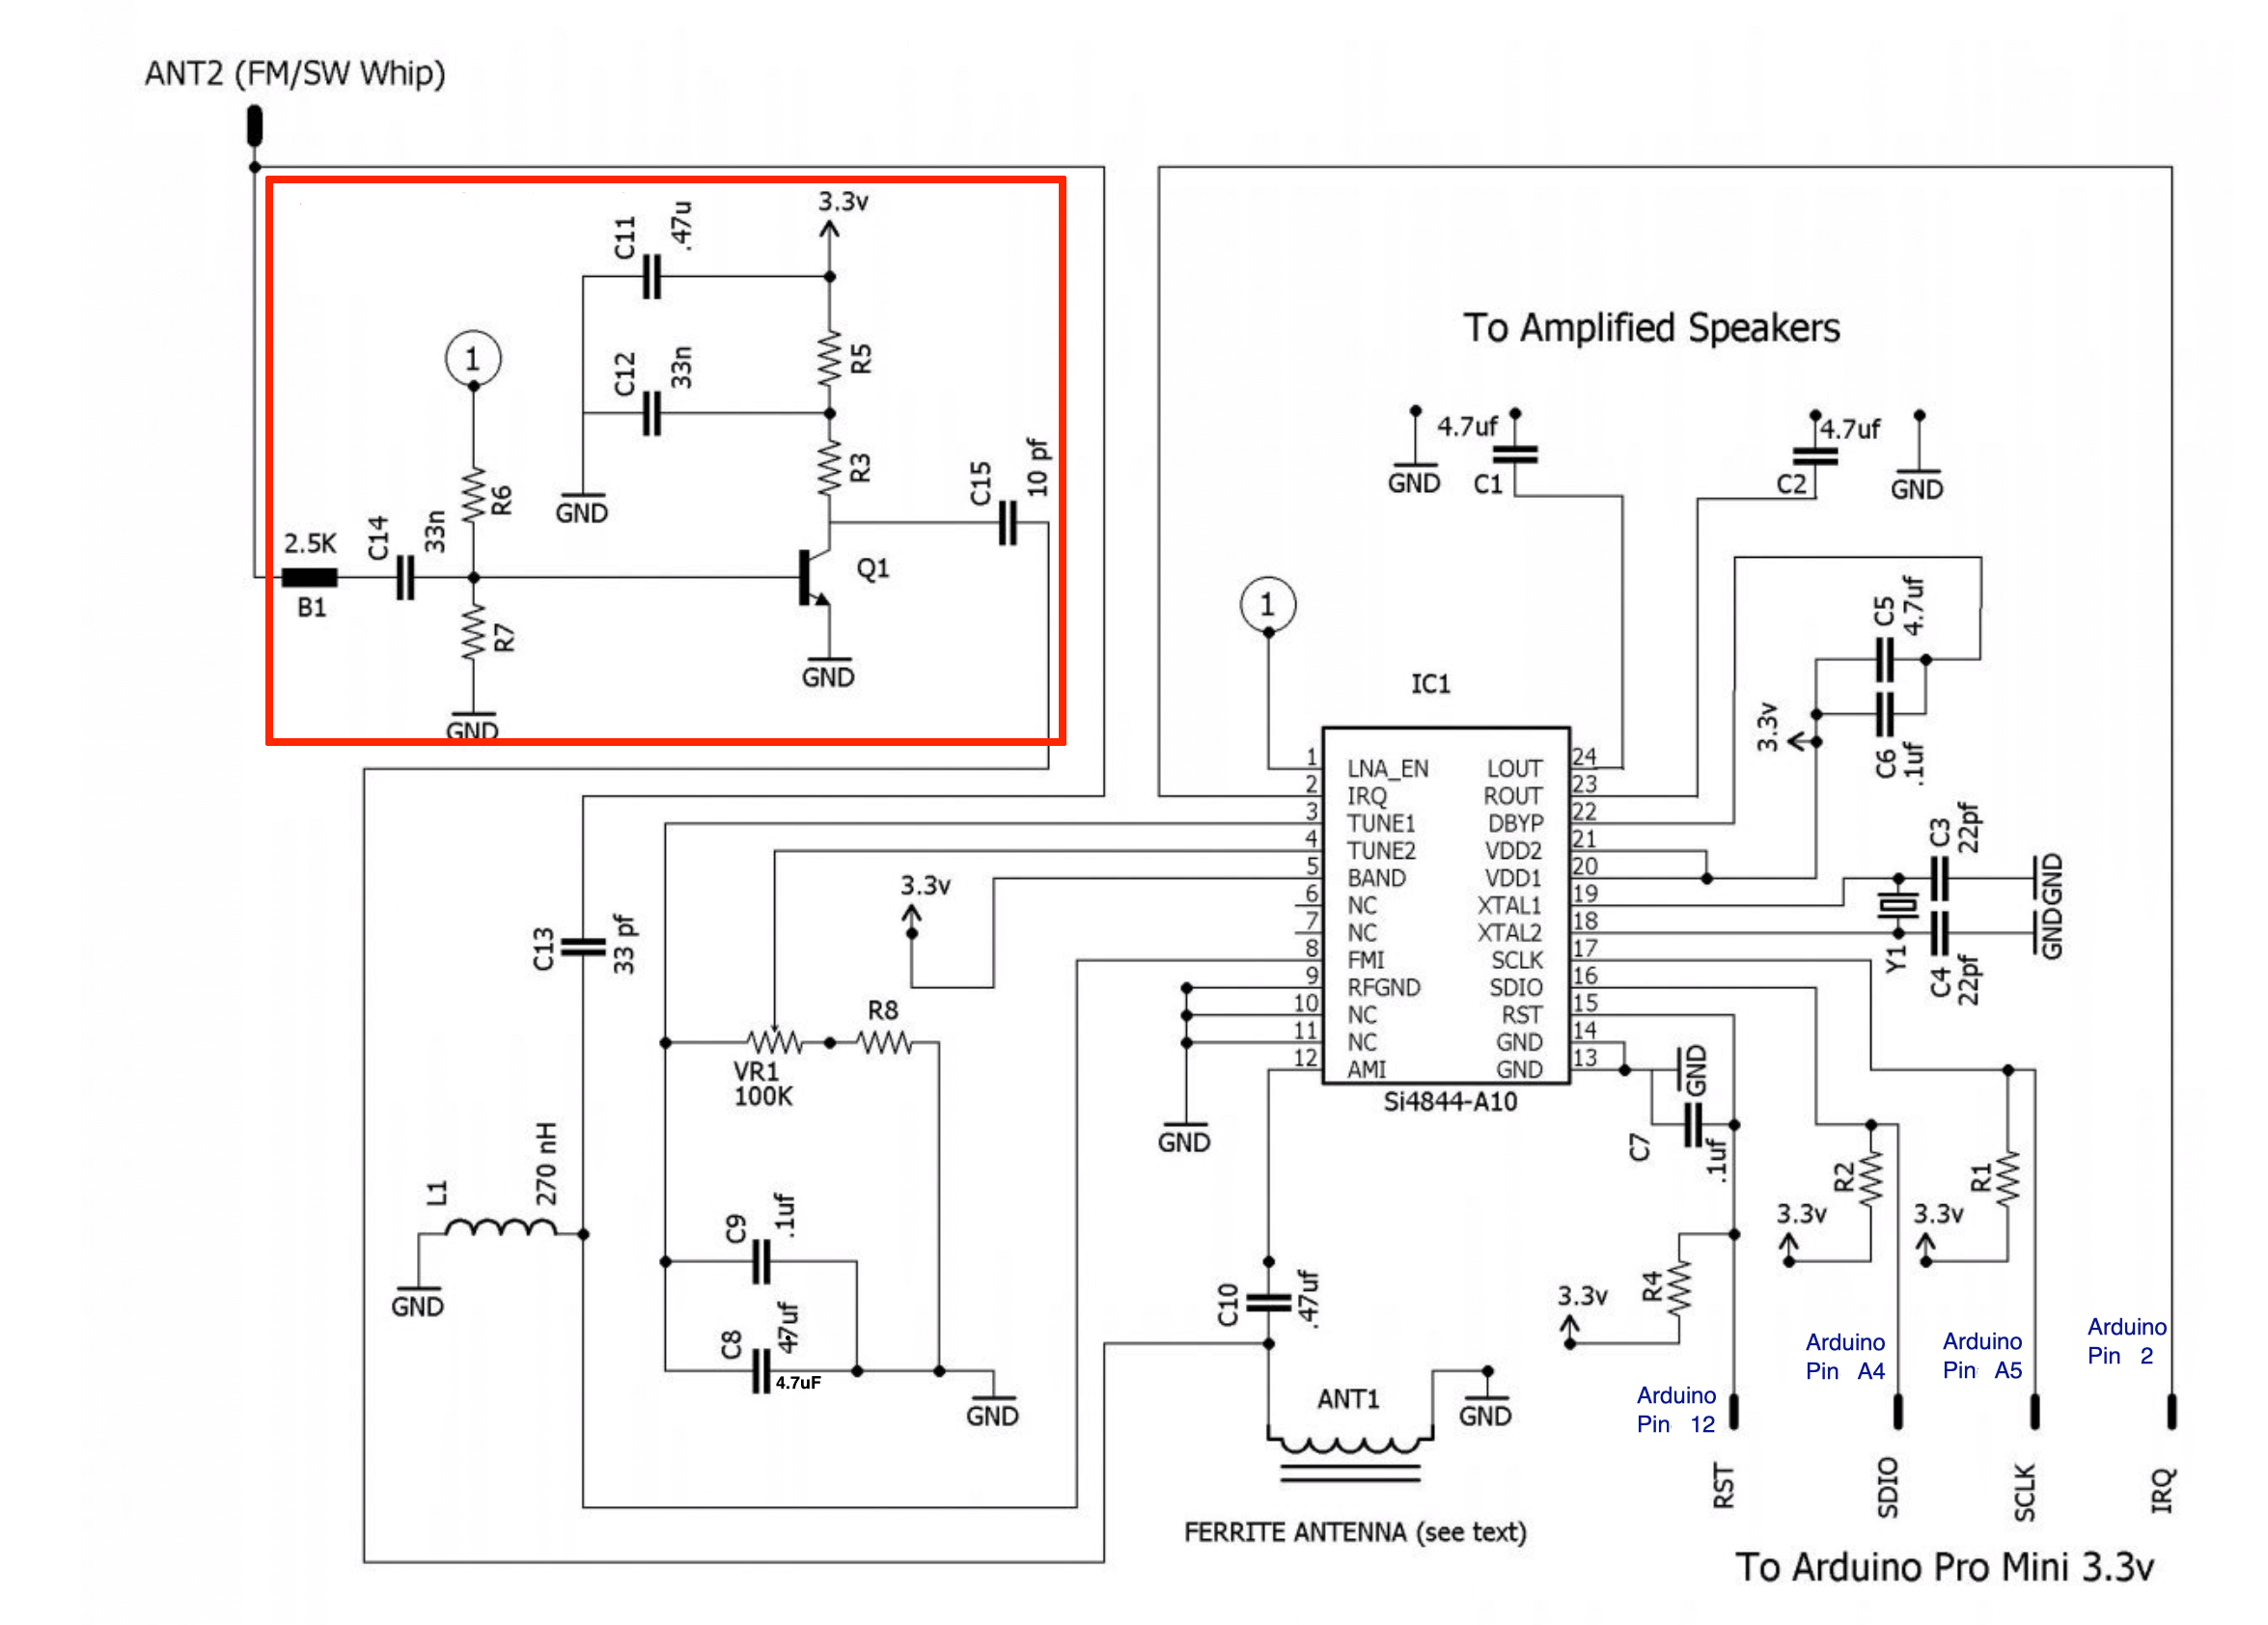 ANT2 (FM/SW Whip)
3.3v
C11
.47u
C12
33n
R5
R3
1
R6
GND
C15
10 pf
2.5K
B1
C14
33n
R7
Q1
GND
GND
To Amplified Speakers
GND
4.7uf
C1
4.7uf
C2
GND
1
IC1
C5
4.7uf
3.3v
C6
.1uf
1
2
3
4
5
6
7
8
9
10
11
12
LNA_EN
IRQ
TUNE1
TUNE2
BAND
NC
NC
FMI
RFGND
NC
NC
AMI
LOUT
ROUT
DBYP
VDD2
VDD1
XTAL1
XTAL2
SCLK
SDIO
RST
GND
GND
24
23
22
21
20
19
18
17
16
15
14
13
Si4844-A10
C3
22pf
GND
Y1
C4
22pf
GND
3.3v
C13
33 pf
R8
VR1
100K
GND
GND
C7
.1uf
R2
3.3v
R1
3.3v
R4
3.3v
L1
270 nH
GND
C9
.1uf
C8
47uf
4.7uF
GND
C10
.47uf
ANT1
GND
FERRITE ANTENNA (see text)
Arduino
Pin 12
Arduino
Pin A4
Arduino
Pin A5
Arduino
Pin 2
RST
SDIO
SCLK
IRQ
To Arduino Pro Mini 3.3v